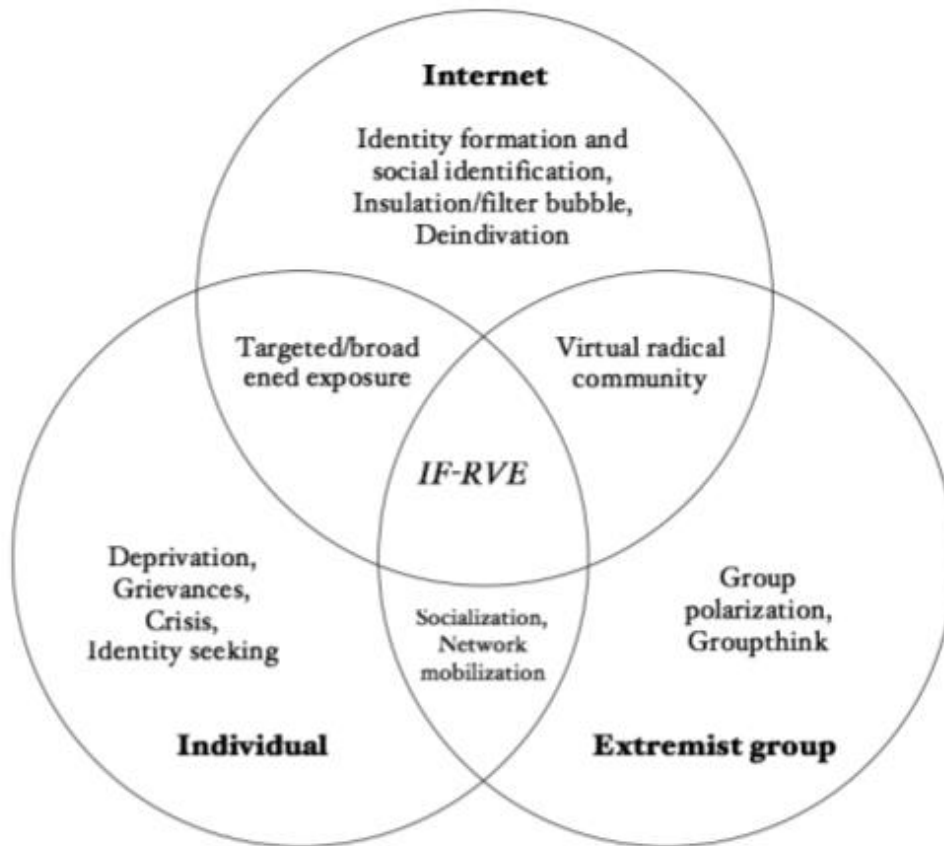 Internet
Identity formation and
social identification,
Insulation/filter bubble,
Deindivation
Targeted/broad
ened exposure
Virtual radical
community
IF-RVE
Deprivation,
Grievances,
Crisis,
Identity seeking
Socialization,
Network
mobilization
Group
polarization,
Groupthink
Individual
Extremist group